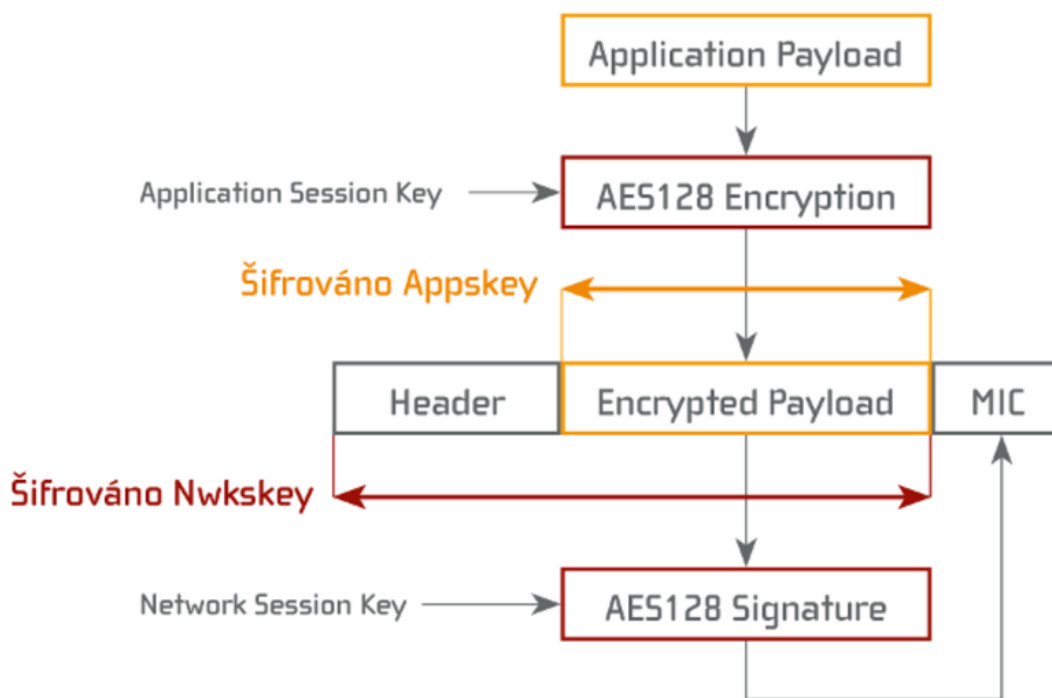 Application Payload
Application Session Key
AES128 Encryption
Šifrováno Appskey
Header
Encrypted Payload
MIC
Šifrováno Nwkskey
Network Session Key
AES128 Signature